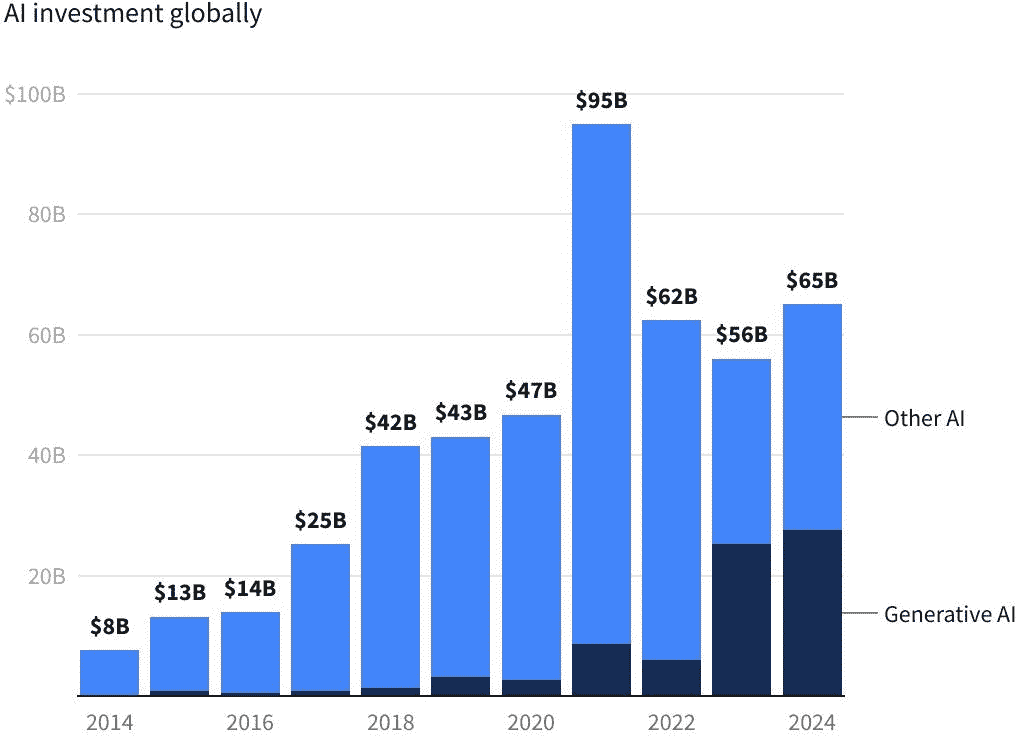 AI investment globally
$100B
80B
60B
40B
20B
$8B
$13B
$14B
$25B
$42B
$43B
$47B
$95B
$62B
$56B
$65B
Other AI
Generative AI
2014 2016 2018 2020 2022 2024